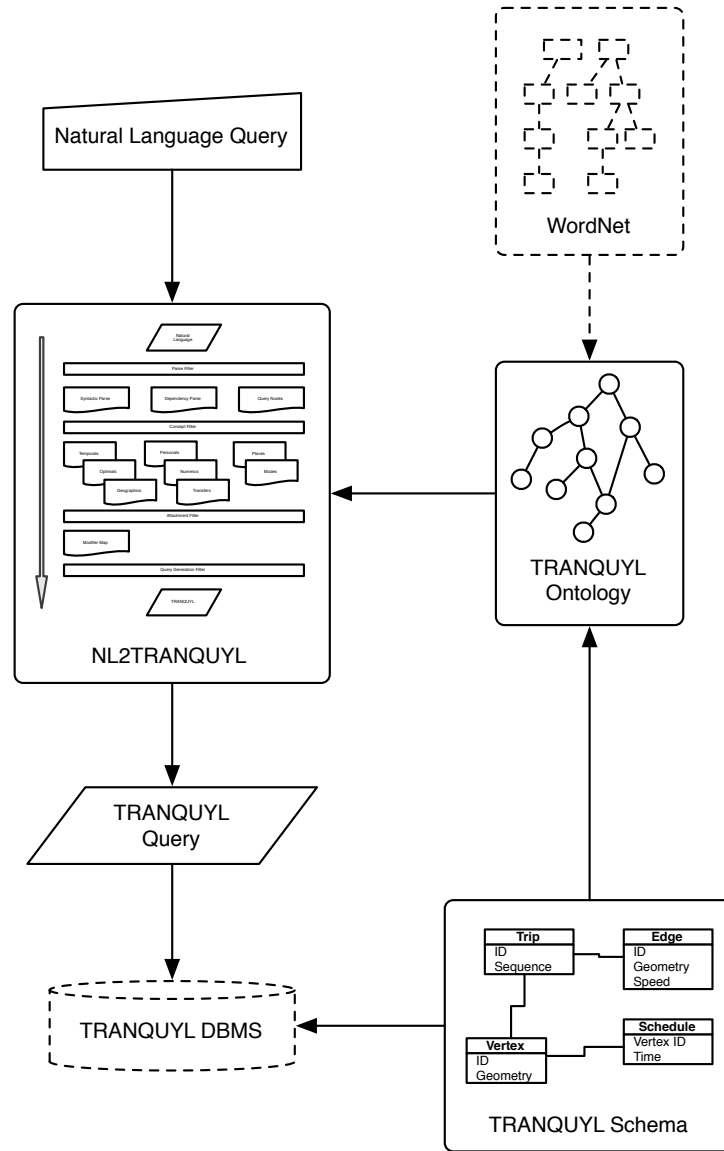 Natural Language Query
WordNet
Natural
Language
Parse Filter
Syntactic Parse
Dependency Parse
Query Nodes
Concept Filter
Temporals
Personals
Places
Optimals
Numerics
Modes
Geographics
Transfers
Attachment Filter
Modifier Map
Query Generation Filter
TRANQUYL
NL2TRANQUYL
TRANQUYL
Ontology
TRANQUYL
Query
TRANQUYL DBMS
Trip
ID
Sequence
Edge
ID
Geometry
Speed
Vertex
ID
Geometry
Schedule
Vertex ID
Time
TRANQUYL Schema